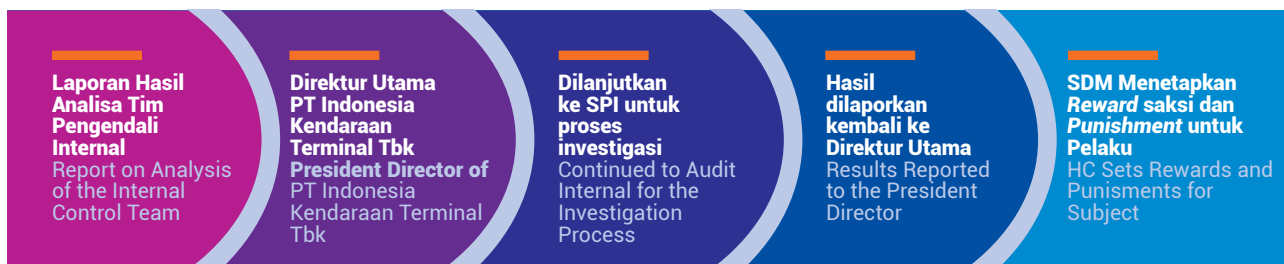 Laporan Hasil
Analisa Tim
Pengendali
Internal
Report on Analysis
of the Internal
Control Team
Direktur Utama
PT Indonesia
Kendaraan
Terminal Tbk
President Director of
PT Indonesia
Kendaraan Terminal
Tbk
Dilanjutkan
ke SPI untuk
proses
investigasi
Continued to Audit
Internal for the
Investigation
Process
Hasil
dilaporkan
kembali ke
Direktur Utama
Results Reported
to the President
Director
SDM Menetapkan
Reward saksi dan
Punishment untuk
Pelaku
HC Sets Rewards and
Punisments for
Subject